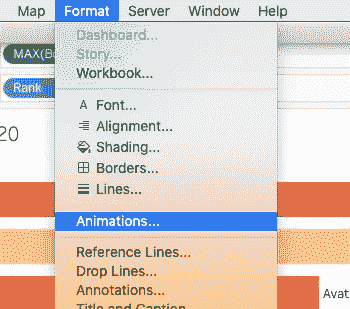 Map Format Server Window Help
Dashboard...
Story...
Workbook...
MAX(B
Rank
20
Font...
Alignment...
Shading...
Borders...
Lines...
Animations...
Reference Lines...
Drop Lines...
Annotations...
Avat
Title and Caption